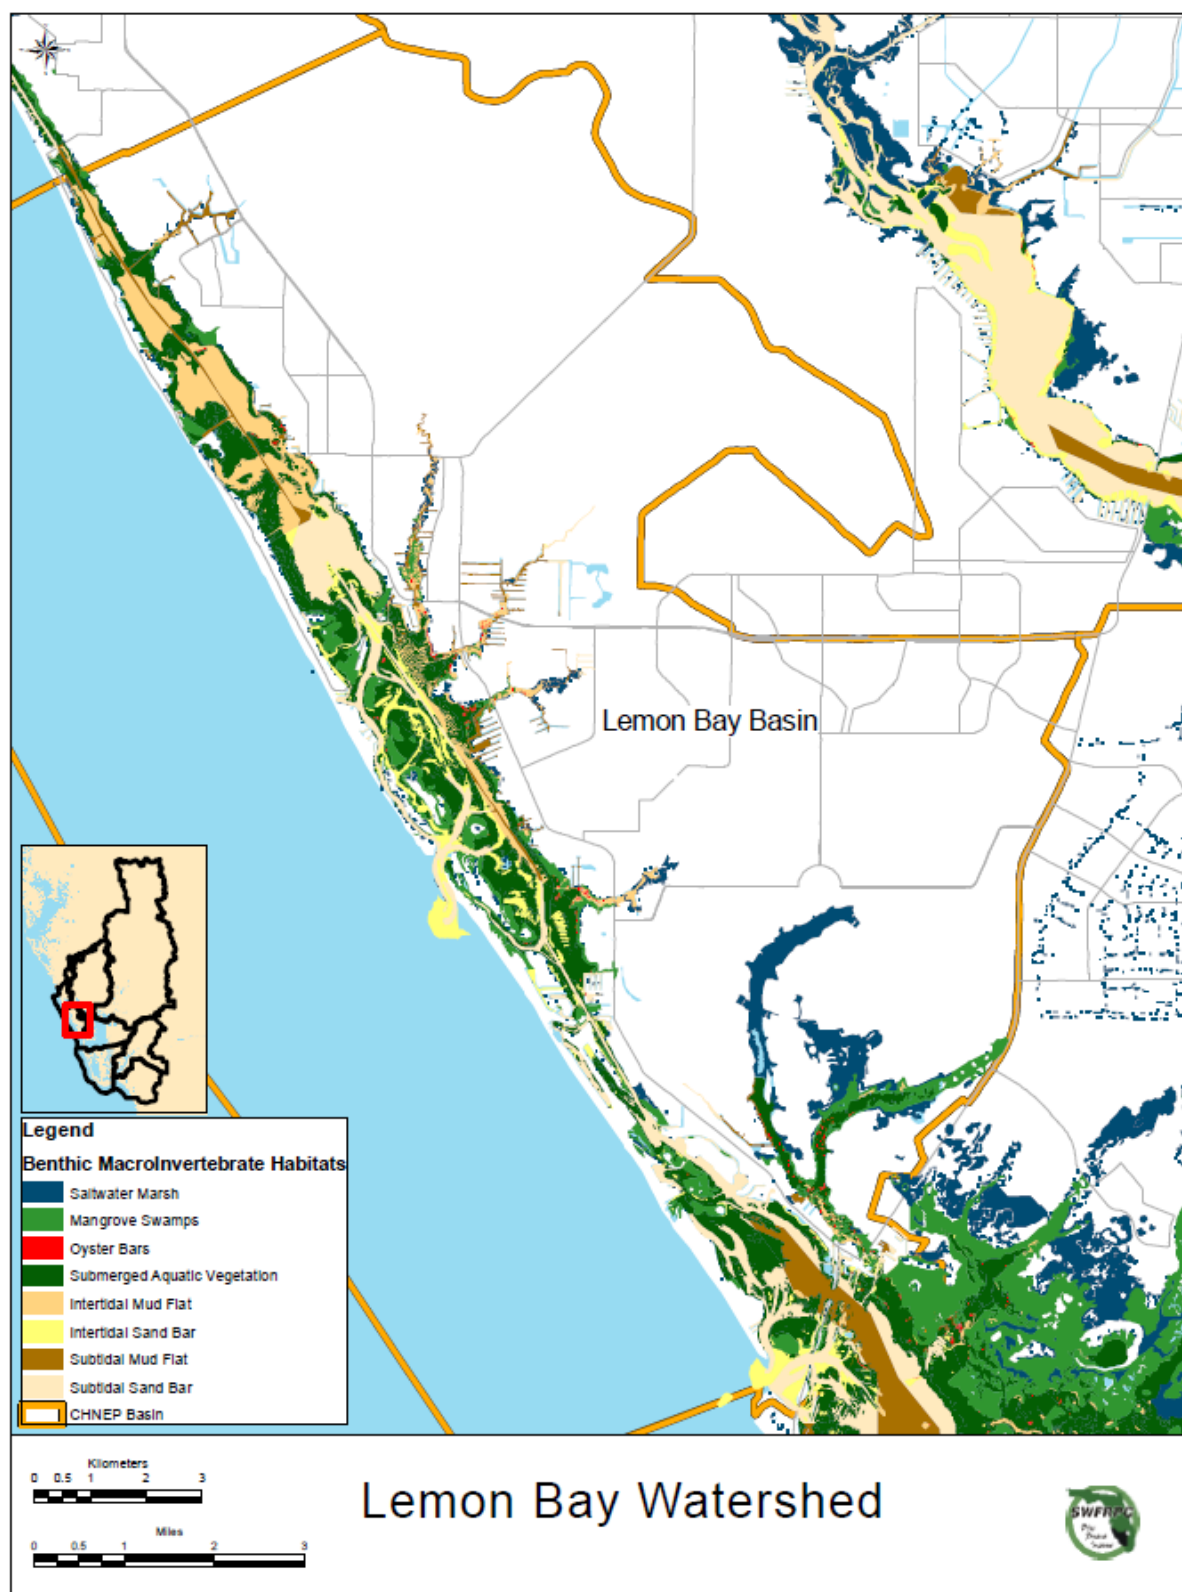 Lemon Bay Basin
Legend
Benthic MacroInvertebrate Habitats
Saltwater Marsh
Mangrove Swamps
Oyster Bars
Submerged Aquatic Vegetation
Intertidal Mud Flat
Intertidal Sand Bar
Subtidal Mud Flat
Subtidal Sand Bar
CHNEP Basin
Kilometers
0 0.5 1 2 3
Miles
0 0.5 1 2 3
Lemon Bay Watershed
SWFRPC